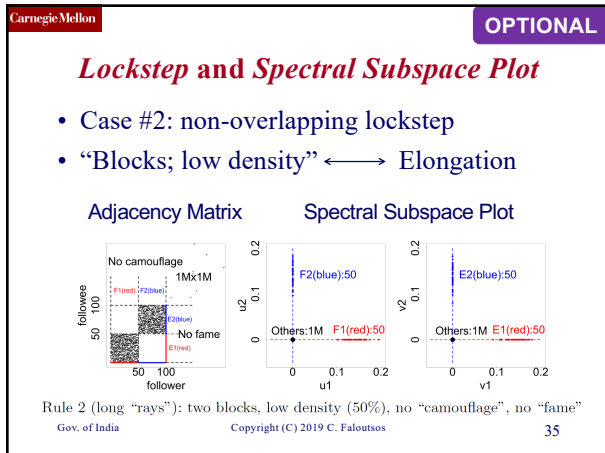 Carnegie Mellon
OPTIONAL
Lockstep and Spectral Subspace Plot
• Case #2: non-overlapping lockstep
• “Blocks; low density” ⟷ Elongation
Adjacency Matrix
Spectral Subspace Plot
No camouflage
1Mx1M
F1(red) F2(blue)
E2(blue)
No fame
E1(red)
followee
50 100
50 100
follower
0.2
0.1
0
u2
F2(blue):50
Others:1M
F1(red):50
0 0.1 0.2
u1
0.2
0.1
0
v2
E2(blue):50
Others:1M
E1(red):50
0 0.1 0.2
v1
Rule 2 (long “rays”): two blocks, low density (50%), no “camouflage”, no “fame”
Gov. of India
Copyright (C) 2019 C. Faloutsos
35